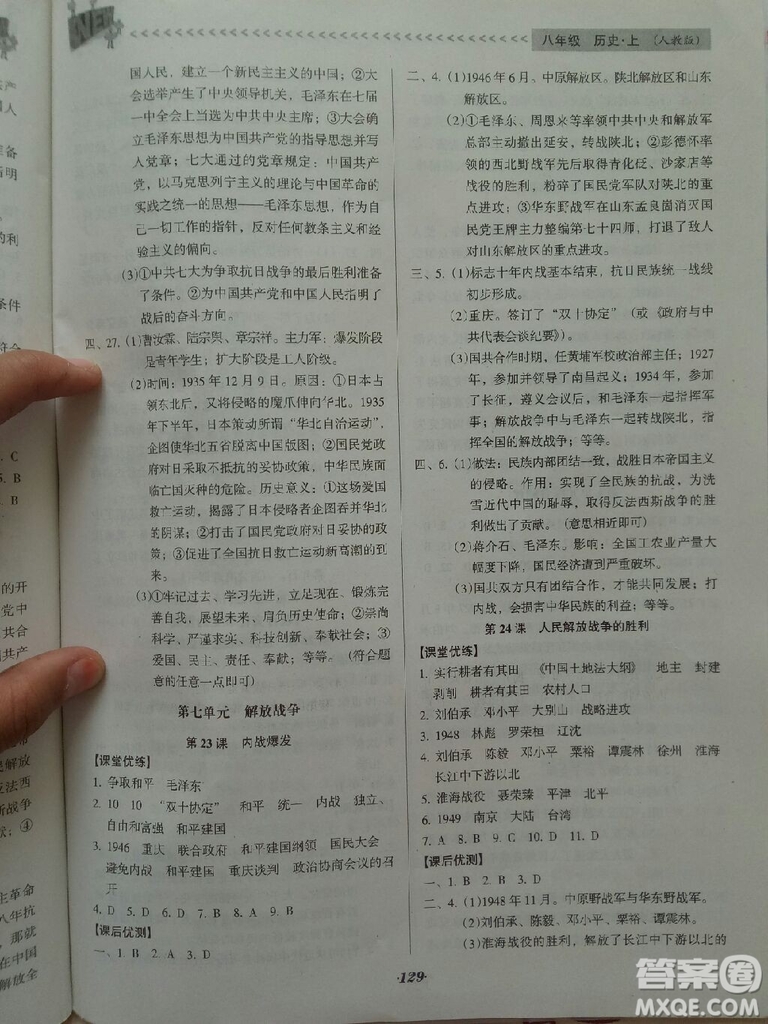 NEW
八年级 历史·上 (人教版)
国人民，建立一个新民主主义的中国；②大
会选举产生了中央领导机关，毛泽东在七届
一中全会上当选为中央主席；③大会确
立毛泽东思想为中国共产党的指导思想并写
入党章；七大通过的党章规定：中国共产
党，以马克思列宁主义的理论与中国革命的
实践之统一的思想——毛泽东思想，作为自
己一切工作的指针，反对任何教条主义和经
验主义的偏向。
(3)①中共七大为争取抗日战争的最后胜利准备
了条件。②为中国共产党和中国人民指明了
战后的奋斗方向。
四、27. (1)曹汝霖、陆宗舆、章宗祥。主力军：爆发阶段
是青年学生；扩大阶段是工人阶级。
(2)时间：1935 年 12 月 9 日。原因：①日本占
领东北后，又将侵略的魔爪伸向华北。1935
年下半年，日本策动所谓“华北自治运动”，
企图使华北五省脱离中国版图；②国民党政
府对日采取不抵抗的妥协政策，中华民族面
临亡国灭种的危险。历史意义：①这场爱国
救亡运动，揭露了日本侵略者企图吞并华北
的阴谋；②打击了国民党政府对日妥协的政
策；③促进了全国抗日救亡运动新高潮的到
来。
(3)①牢记过去、学习先进、立足现在、锻炼完
善自我，展望未来、肩负历史使命；②崇尚
科学，严谨求实、科技创新、奉献社会；③
爱国、民主、责任、奉献；等等。（符合题
意的任意一点即可）
第七单元 解放战争
第 23 课 内战爆发
【课堂优练】
1. 争取和平 毛泽东
2. 10 10 “双十协定” 和平 统一 内战 独立、
自由和富强 和平建国
3. 1946 重庆 联合政府 和平建国纲领 国民大会
避免内战 和平建国 重庆谈判 政治协商会议的召
开
4. D 5. D 6. D 7. B 8. A 9. B
【课后优测】
一、1. B 2. A 3. D
二、4. (1)1946 年 6 月。中原解放区。陕北解放区和山东
解放区。
(2)①毛泽东、周恩来等率领中共中央和解放军
总部主动撤出延安，转战陕北；②彭德怀率
领的西北野战军先后取得青化砭、沙家店等
战役的胜利，粉碎了国民党军队对陕北的重
点进攻；③华东野战军在山东孟良崮消灭国
民党王牌主力整编第七十四师，打退了敌人
对山东解放区的重点进攻。
三、5. (1)标志十年内战基本结束，抗日民族统一战线
初步形成。
(2)重庆。签订了“双十协定”（或《政府与中
共代表会谈纪要》）。
(3)国共合作时期，任黄埔军校政治部主任；1927
年，参加并领导了南昌起义；1934 年，参加
了长征，遵义会议后，和毛泽东一起指挥军
事；解放战争中与毛泽东一起转战陕北，指
挥全国的解放战争；等等。
四、6. (1)做法：民族内部团结一致，战胜日本帝国主义
的侵略。作用：实现了全民族的抗战，为洗
雪近代中国的耻辱，取得反法西斯战争的胜
利做出了贡献。（意思相近即可）
(2)蒋介石、毛泽东。影响：全国工农业产量大
幅度下降，国民经济遭到严重破坏。
(3)国共双方只有团结合作，才能共同发展；打
内战，会损害中华民族的利益；等等。
第 24 课 人民解放战争的胜利
【课堂优练】
1. 实行耕者有其田 《中国土地法大纲》 地主 封建
剥削 耕者有其田 农村人口
2. 刘伯承 邓小平 大别山 战略进攻
3. 1948 林彪 罗荣桓 辽沈
4. 刘伯承 陈毅 邓小平 粟裕 谭震林 徐州 淮海
长江中下游以北
5. 淮海战役 聂荣臻 平津 北平
6. 1949 南京 大陆 台湾
7. A 8. B 9. C 10. D 11. D
【课后优测】
一、1. B 2. B 3. D
二、4. (1)1948 年 11 月。中原野战军与华东野战军。
(2)刘伯承、陈毅、邓小平、粟裕、谭震林。
(3)淮海战役的胜利，解放了长江中下游以北的
·129·
答案圈
MXQE.COM